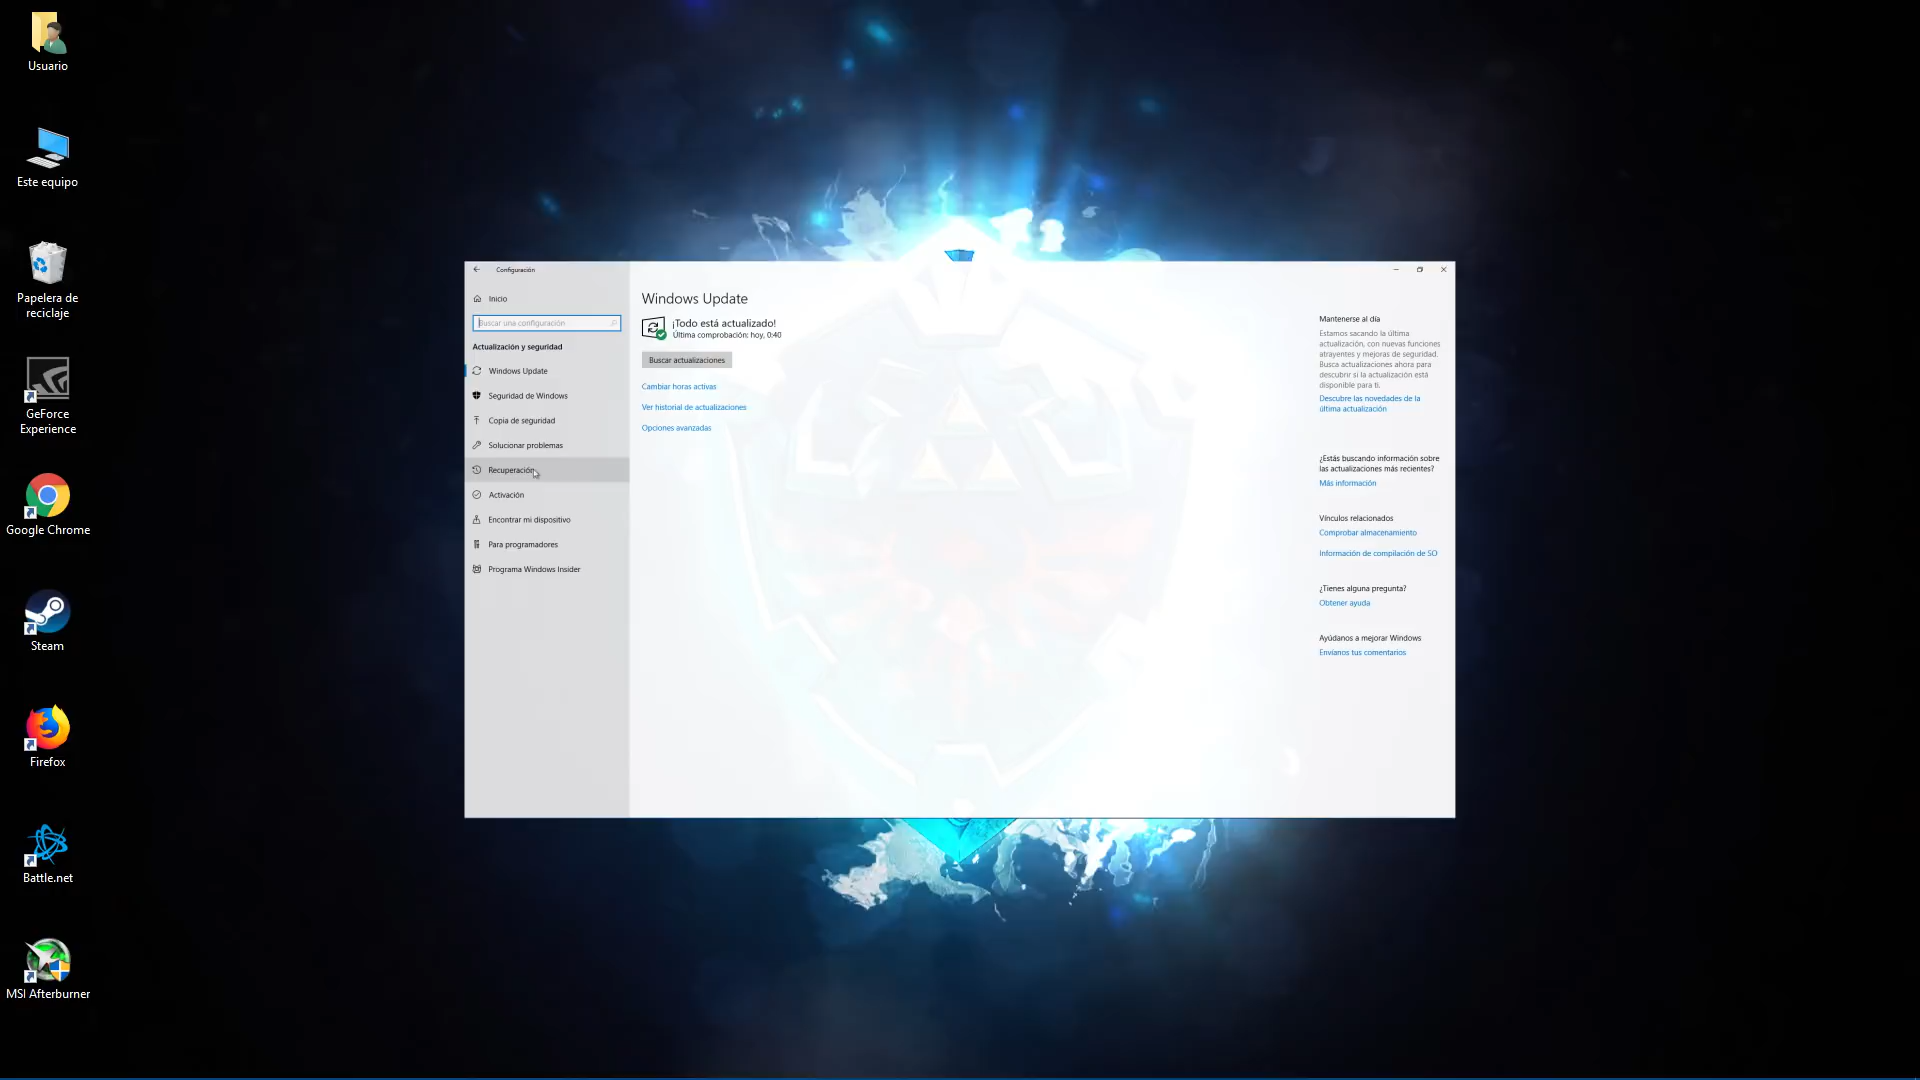 Usuario
Este equipo
Papelera de
reciclaje
GeForce
Experience
Google Chrome
Steam
Firefox
Battle.net
MSI Afterburner
Configuración
Inicio
Buscar una configuración
Actualización y seguridad
Windows Update
Seguridad de Windows
Copia de seguridad
Solucionar problemas
Recuperación
Activación
Encontrar mi dispositivo
Para programadores
Programa Windows Insider
Windows Update
¡Todo está actualizado!
Última comprobación: hoy, 0:40
Buscar actualizaciones
Cambiar horas activas
Ver historial de actualizaciones
Opciones avanzadas
Mantenerse al día
Estamos sacando la última
actualización, con nuevas funciones
atrayentes y mejoras de seguridad.
Busca actualizaciones ahora para
descubrir si la actualización está
disponible para ti.
Descubre las novedades de la
última actualización
¿Estás buscando información sobre
las actualizaciones más recientes?
Más información
Vínculos relacionados
Comprobar almacenamiento
Información de compilación de SO
¿Tienes alguna pregunta?
Obtener ayuda
Ayúdanos a mejorar Windows
Envíanos tus comentarios